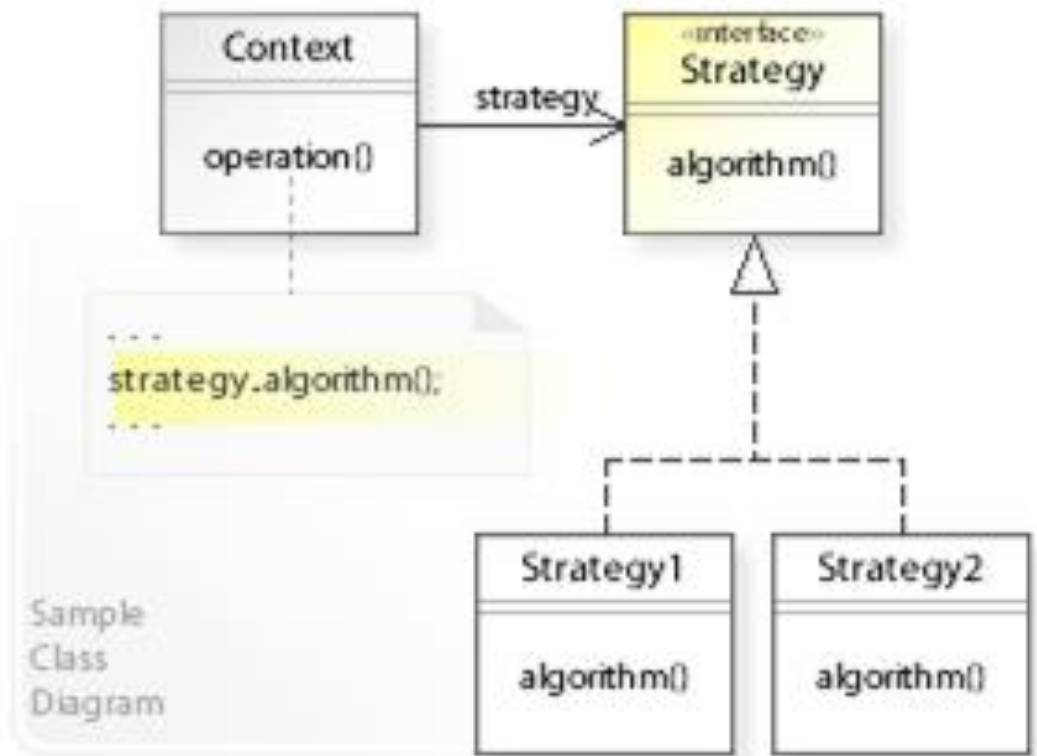 Context
operation()
strategy
«interface»
Strategy
algorithm()
. . .
strategy.algorithm();
. . .
Strategy1
algorithm()
Strategy2
algorithm()
Sample
Class
Diagram